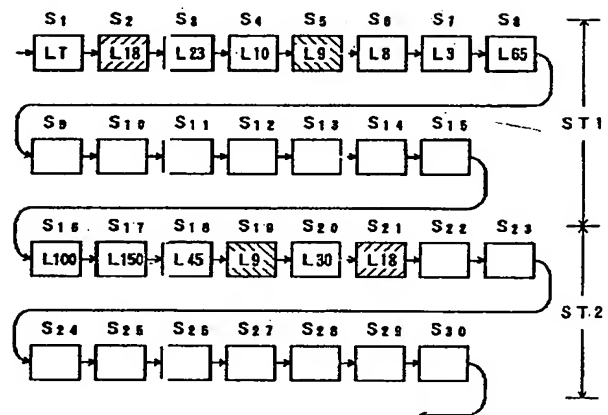 S1 S2 S3 S4 S5 S6 S7 S8
LT L18 L23 L10 L9 L8 L3 L65
S9 S10 S11 S12 S13 S14 S15
ST1
S16 S17 S18 S19 S20 S21 S22 S23
L100 L150 L45 L9 L30 L18
ST2
S24 S25 S26 S27 S28 S29 S30